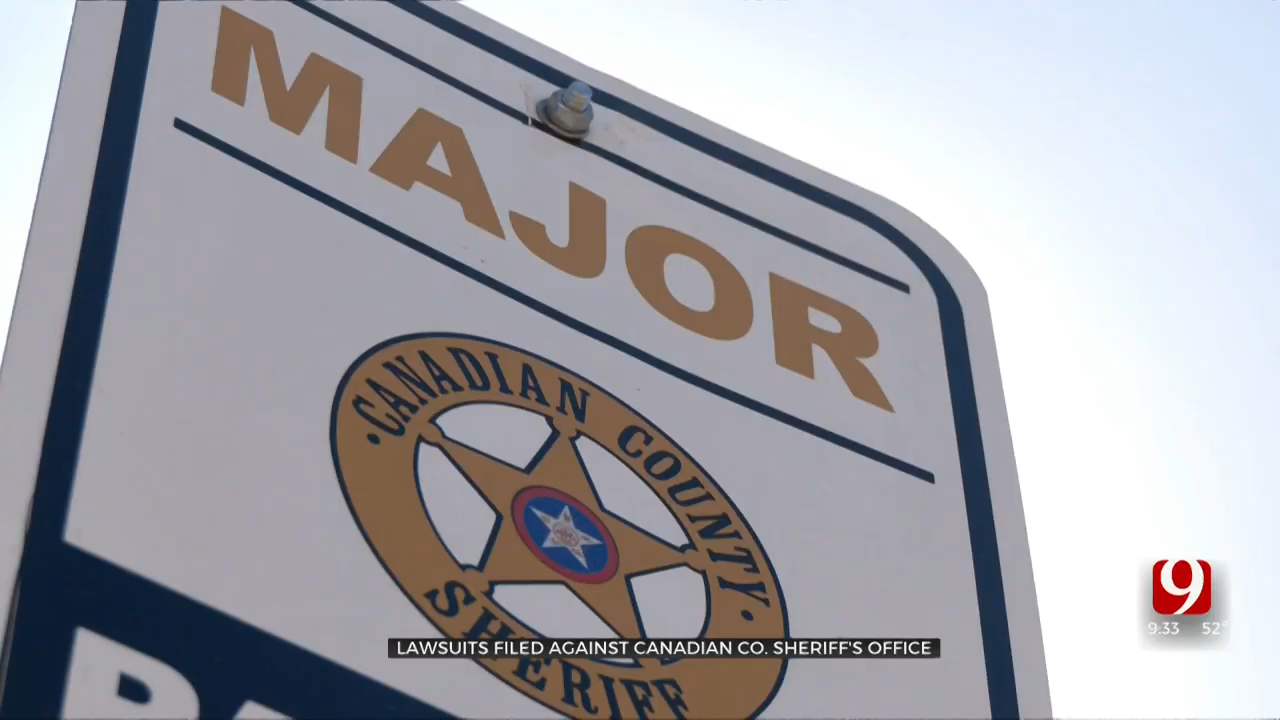 MAJOR
CANADIAN COUNTY
SHERIFF
LAWSUITS FILED AGAINST CANADIAN CO. SHERIFF'S OFFICE
9
9:33 52°